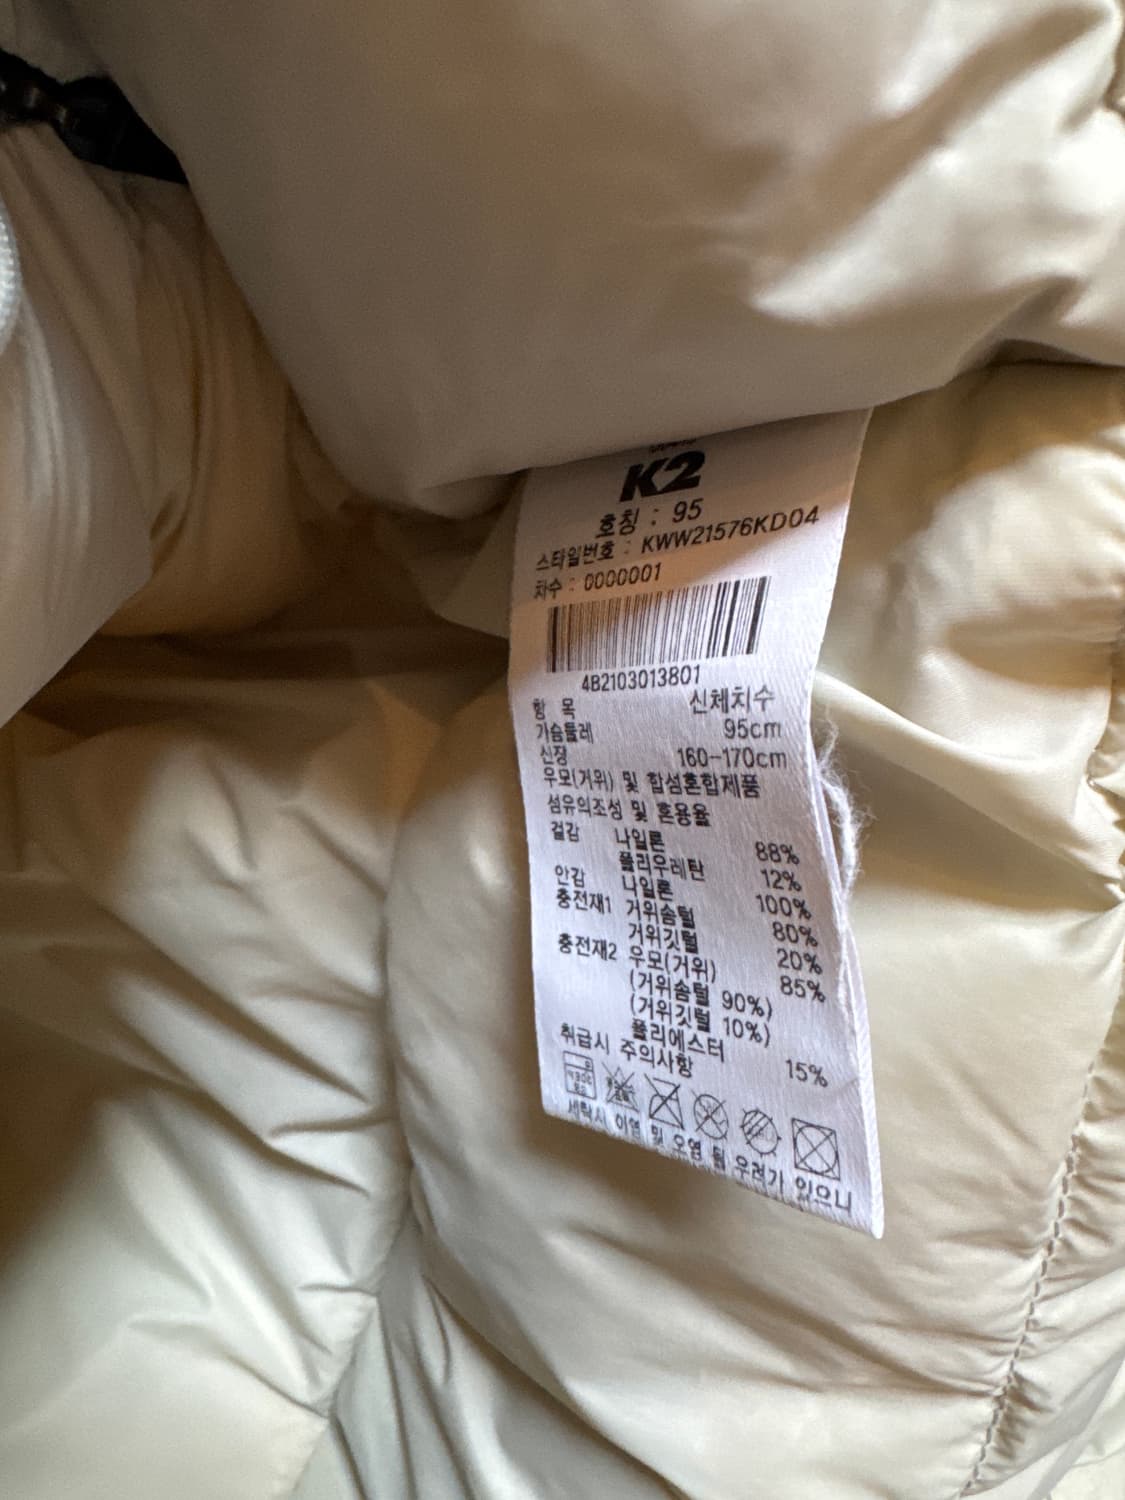 K2
호칭 : 95
스타일번호 : KWW21576KD04
차수 : 0000001
4B2103013801
항 목 신체치수
가슴둘레 95cm
신장 160-170cm
우모(거위) 및 합섬혼합제품
섬유의조성 및 혼용율
겉감 나일론 88%
폴리우레탄 12%
안감 나일론 100%
충전재1 거위솜털 80%
거위깃털 20%
충전재2 우모(거위) 85%
(거위솜털 90%)
(거위깃털 10%)
폴리에스터 15%
취급시 주의사항
세탁시 이염 및 오염 될 우려가 있으니